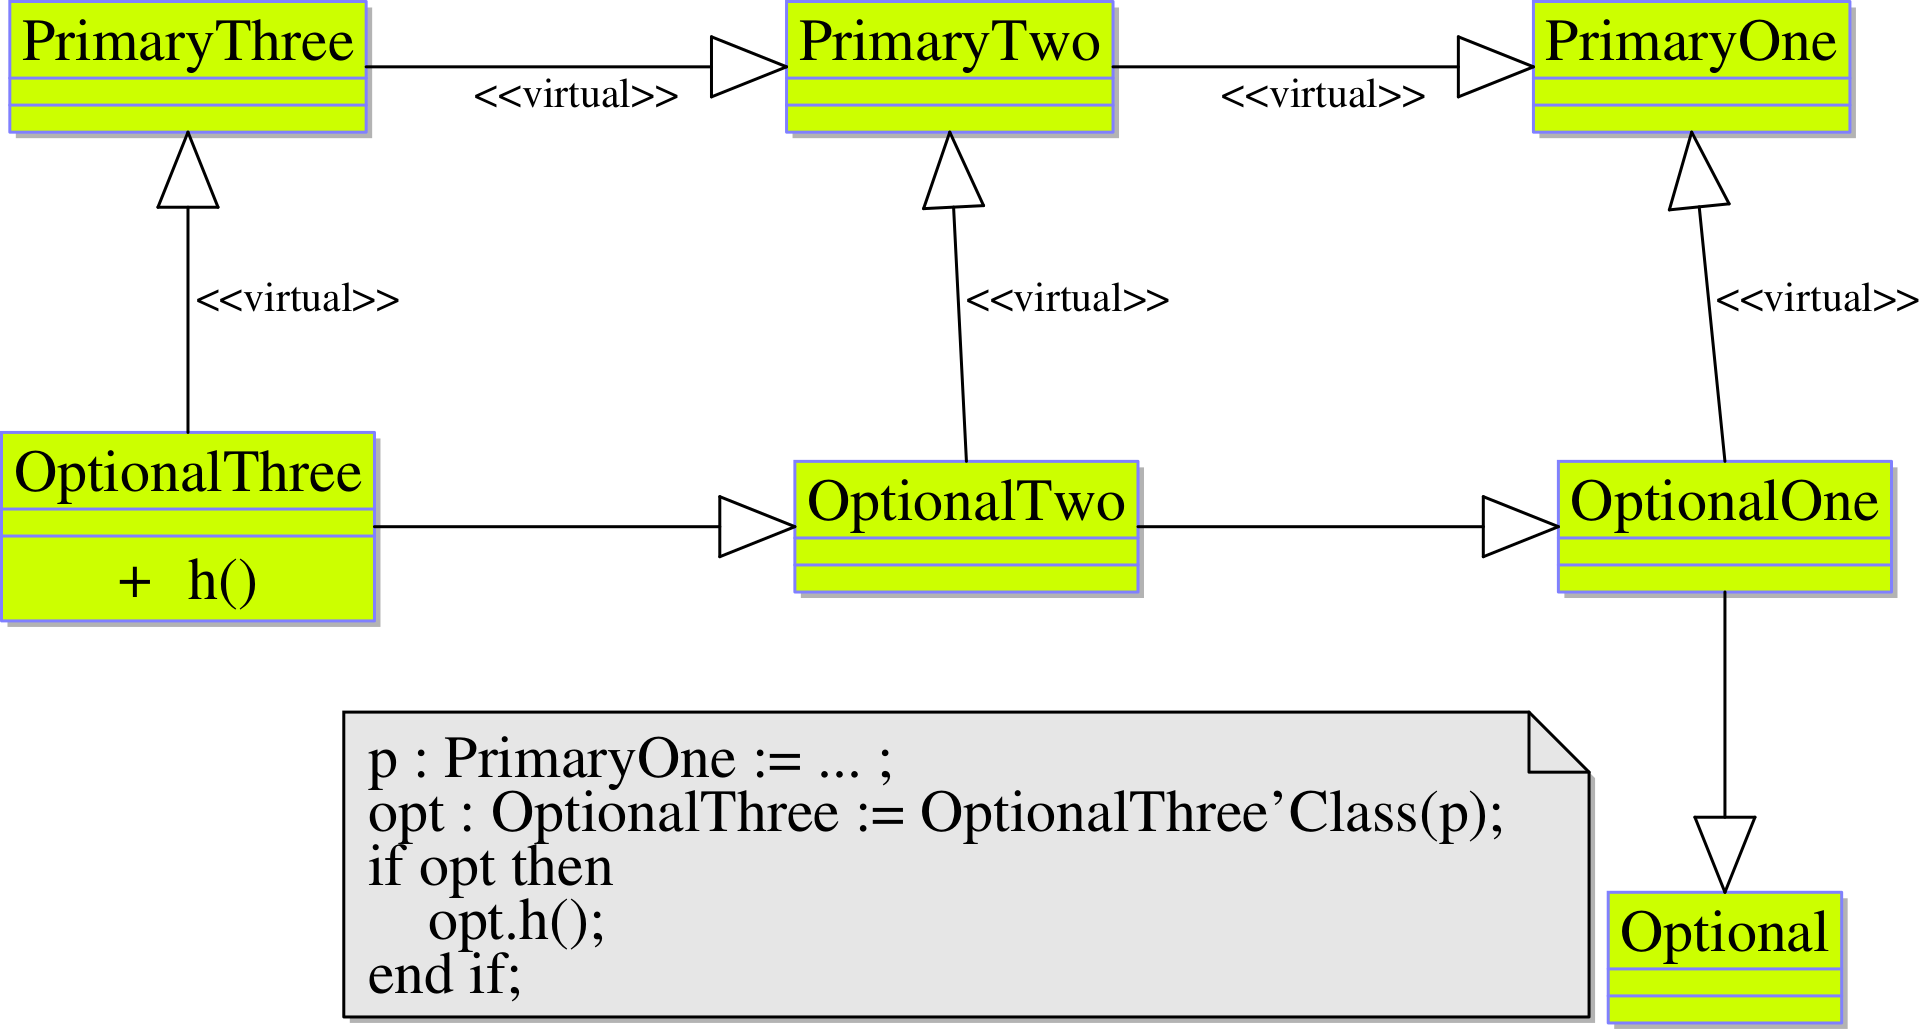 PrimaryThree
PrimaryTwo
PrimaryOne
<<virtual>>
<<virtual>>
<<virtual>>
<<virtual>>
<<virtual>>
OptionalThree
OptionalTwo
OptionalOne
+ h()
p : PrimaryOne := ... ;
opt : OptionalThree := OptionalThree’Class(p);
if opt then
opt.h();
end if;
Optional